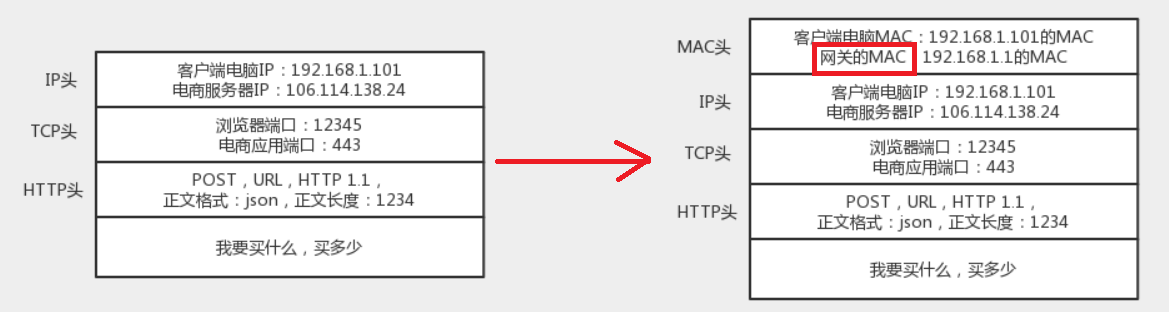 IP头
客户端电脑IP：192.168.1.101
电商服务器IP：106.114.138.24
TCP头
浏览器端口：12345
电商应用端口：443
HTTP头
POST，URL，HTTP 1.1，
正文格式：json，正文长度：1234
我要买什么，买多少
MAC头
客户端电脑MAC：192.168.1.101的MAC
网关的MAC 192.168.1.1的MAC
IP头
客户端电脑IP：192.168.1.101
电商服务器IP：106.114.138.24
TCP头
浏览器端口：12345
电商应用端口：443
HTTP头
POST，URL，HTTP 1.1，
正文格式：json，正文长度：1234
我要买什么，买多少